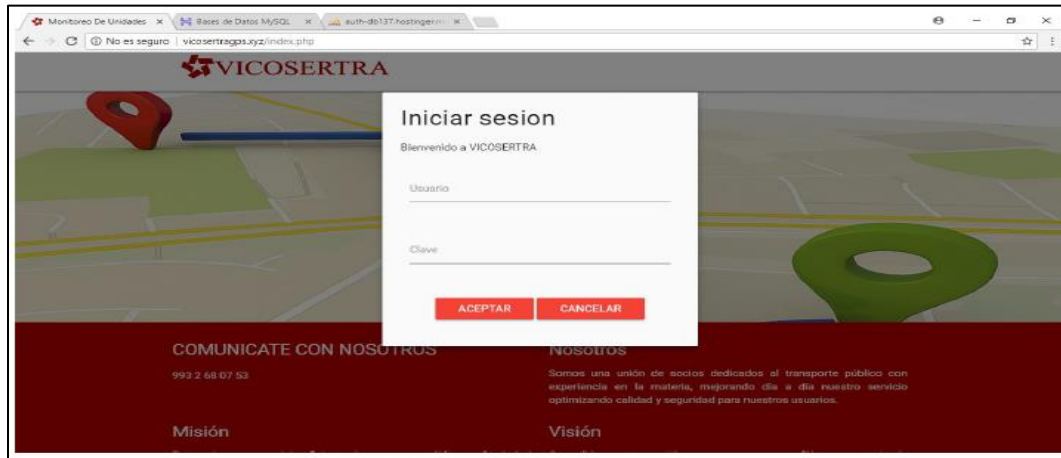 Monitoreo De Unidades
Bases de Datos MySQL
auth-db137.hostinger
No es seguro | vicosertragps.xyz/index.php
VICOSERTRA
Iniciar sesion
Bienvenido a VICOSERTRA
Usuario
Clave
ACEPTAR CANCELAR
COMUNICATE CON NOSOTROS
993 2 68 07 53
Nosotros
Somos una unión de socios dedicados al transporte público con
experiencia en la materia, mejorando día a día nuestro servicio
optimizando calidad y seguridad para nuestros usuarios.
Misión
Visión